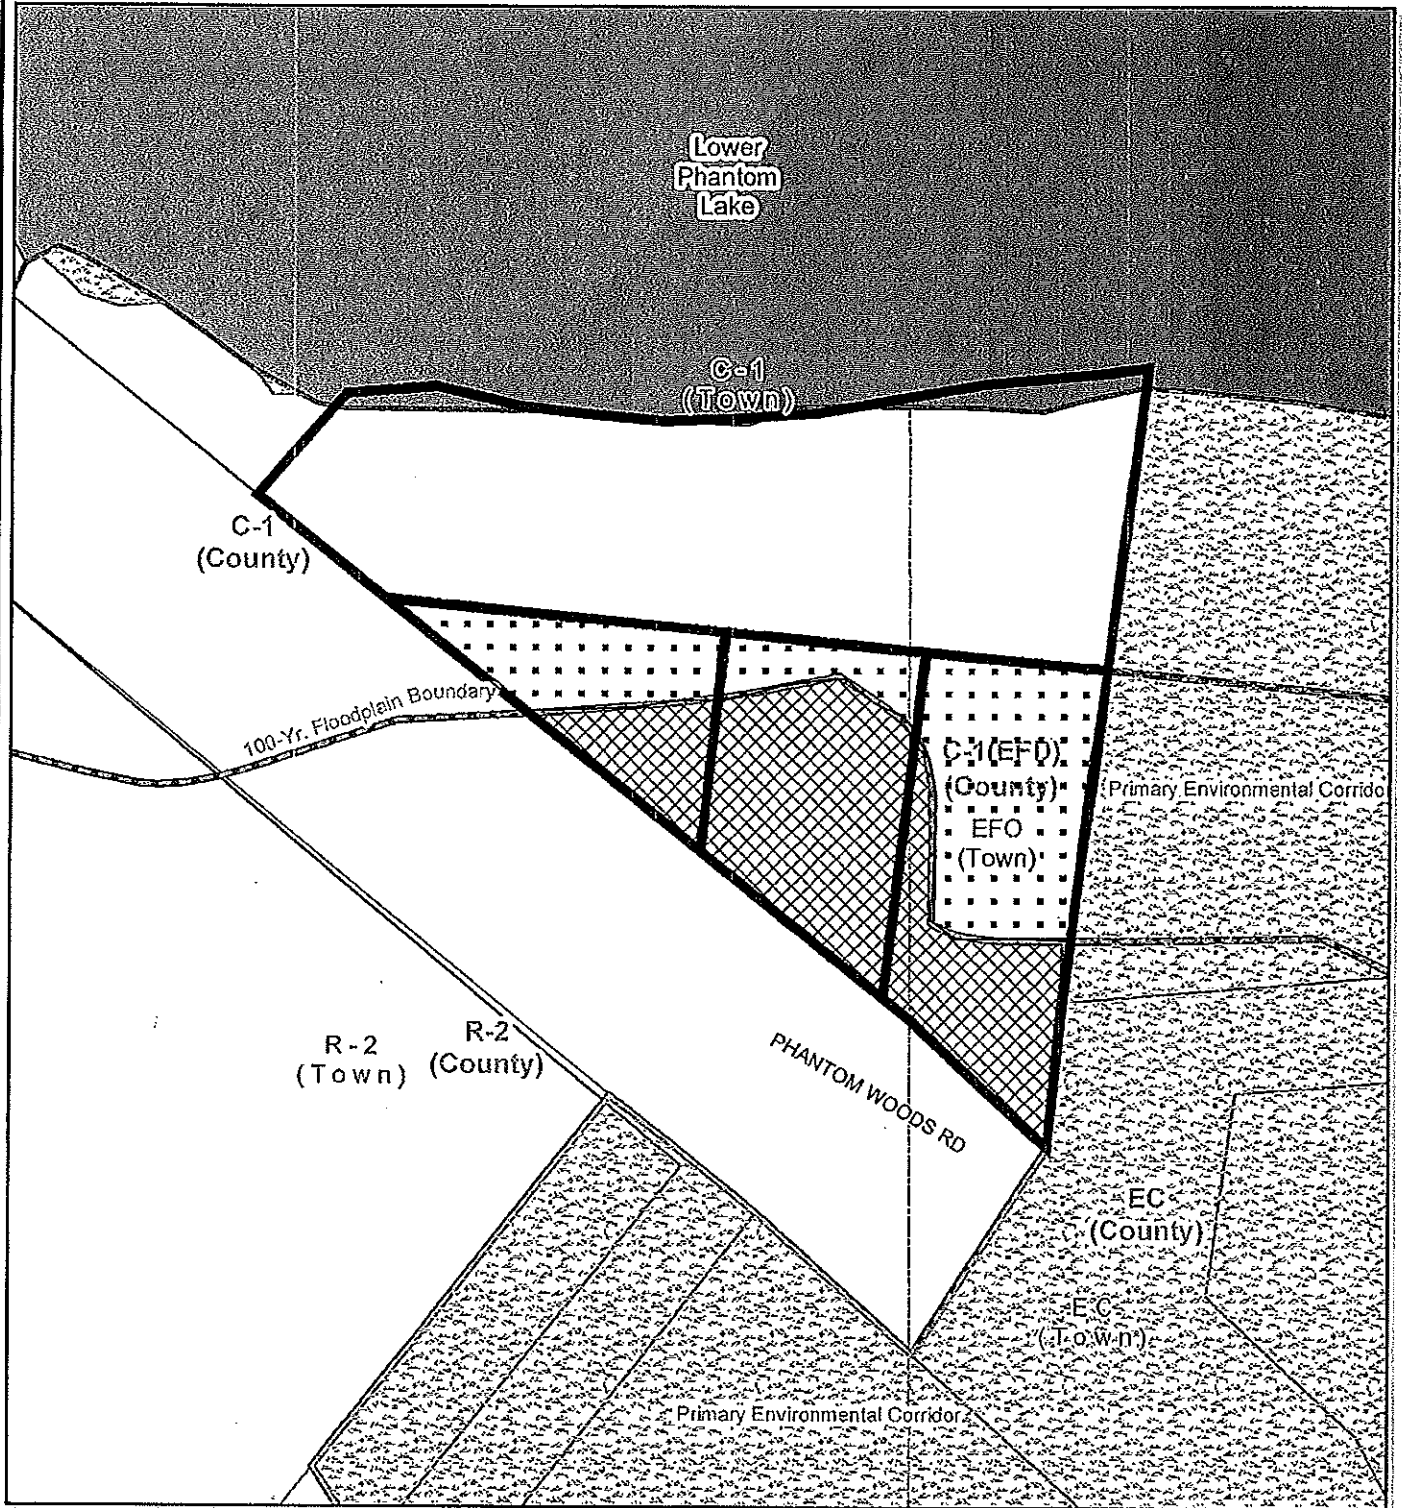 Lower
Phantom
Lake
C-1
(Town)
C-1
(County)
100-Yr. Floodplain Boundary
C-1(EFO)
(County)
EFO
(Town)
Primary Environmental Corrido
R-2
(Town)
R-2
(County)
PHANTOM WOODS RD
EC
(County)
EC
(Town)
Primary Environmental Corridor